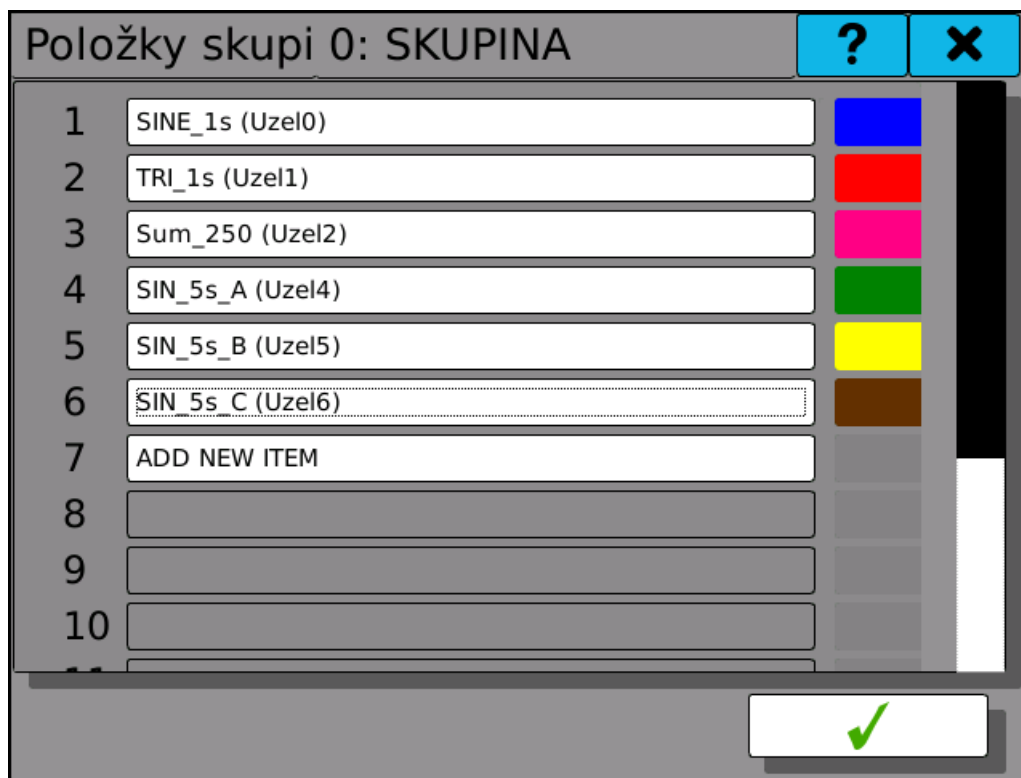 Položky skupi 0: SKUPINA ?
1 SINE_1s (Uzel0)
2 TRI_1s (Uzel1)
3 Sum_250 (Uzel2)
4 SIN_5s_A (Uzel4)
5 SIN_5s_B (Uzel5)
6 SIN_5s_C (Uzel6)
7 ADD NEW ITEM
8
9
10